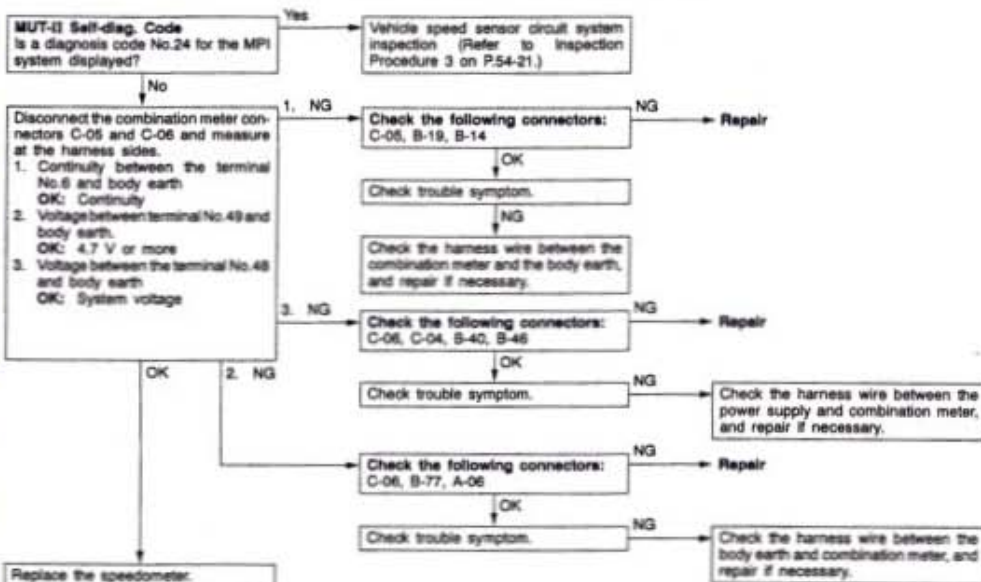 MUT-II Self-diag. Code
Is a diagnosis code No.24 for the MPI
system displayed?
Yes
Vehicle speed sensor circuit system
inspection (Refer to Inspection
Procedure 3 on P.54-21.)
No
Disconnect the combination meter con-
nectors C-05 and C-06 and measure
at the harness sides.
1. Continuity between the terminal
No.6 and body earth
OK: Continuity
2. Voltage between terminal No.49 and
body earth.
OK: 4.7 V or more
3. Voltage between the terminal No.48
and body earth
OK: System voltage
1. NG
Check the following connectors:
C-05, B-19, B-14
NG
Repair
OK
Check trouble symptom.
NG
Check the harness wire between the
combination meter and the body earth,
and repair if necessary.
3. NG
Check the following connectors:
C-06, C-04, B-40, B-46
NG
Repair
OK
Check trouble symptom.
NG
Check the harness wire between the
power supply and combination meter,
and repair if necessary.
OK
2. NG
Check the following connectors:
C-06, B-77, A-06
NG
Repair
OK
Check trouble symptom.
NG
Check the harness wire between the
body earth and combination meter, and
repair if necessary.
Replace the speedometer.